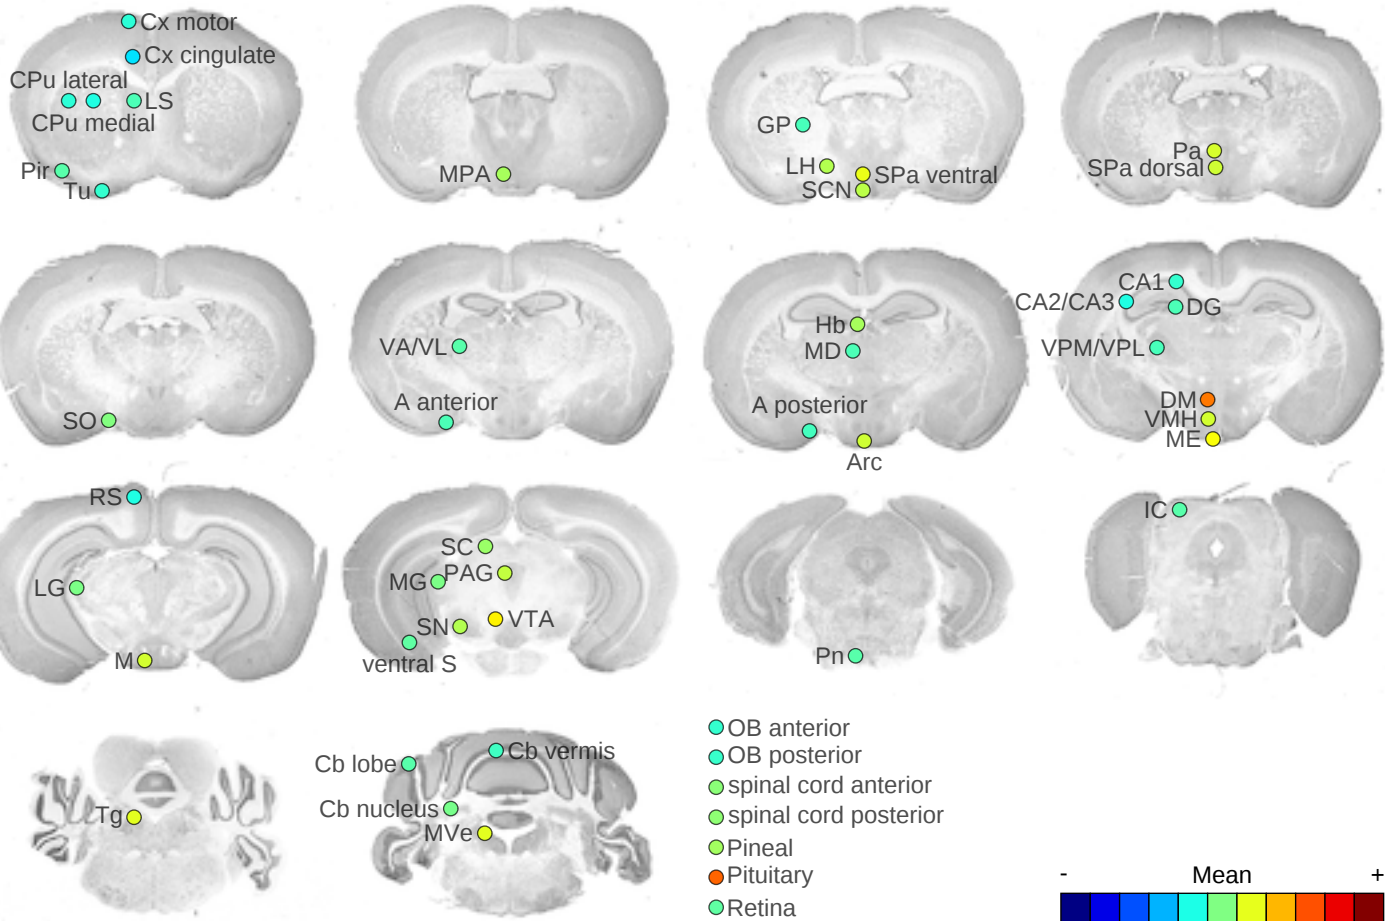 Cx motor
Cx cingulate
CPu lateral
LS
CPu medial
Pir
Tu
MPA
GP
LH
SPa ventral
SCN
Pa
SPa dorsal
SO
VA/VL
A anterior
Hb
MD
A posterior
Arc
CA1
CA2/CA3
DG
VPM/VPL
DM
VMH
ME
RS
LG
M
SC
PAG
MG
VTA
SN
ventral S
Pn
IC
Tg
Cb lobe
Cb vermis
Cb nucleus
MVe
OB anterior
OB posterior
spinal cord anterior
spinal cord posterior
Pineal
Pituitary
Retina
- Mean +